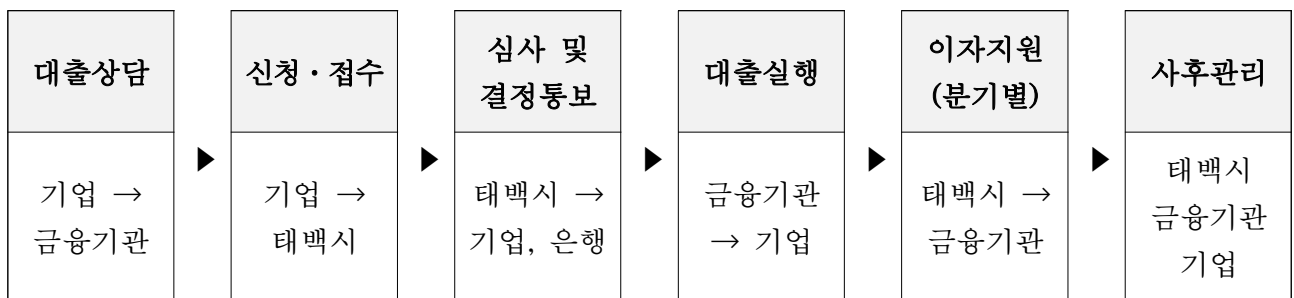 대출상담
기업 →
금융기관
▶
신청·접수
기업 →
태백시
▶
심사 및
결정통보
태백시 →
기업, 은행
▶
대출실행
금융기관
→ 기업
▶
이자지원
(분기별)
태백시 →
금융기관
▶
사후관리
태백시
금융기관
기업